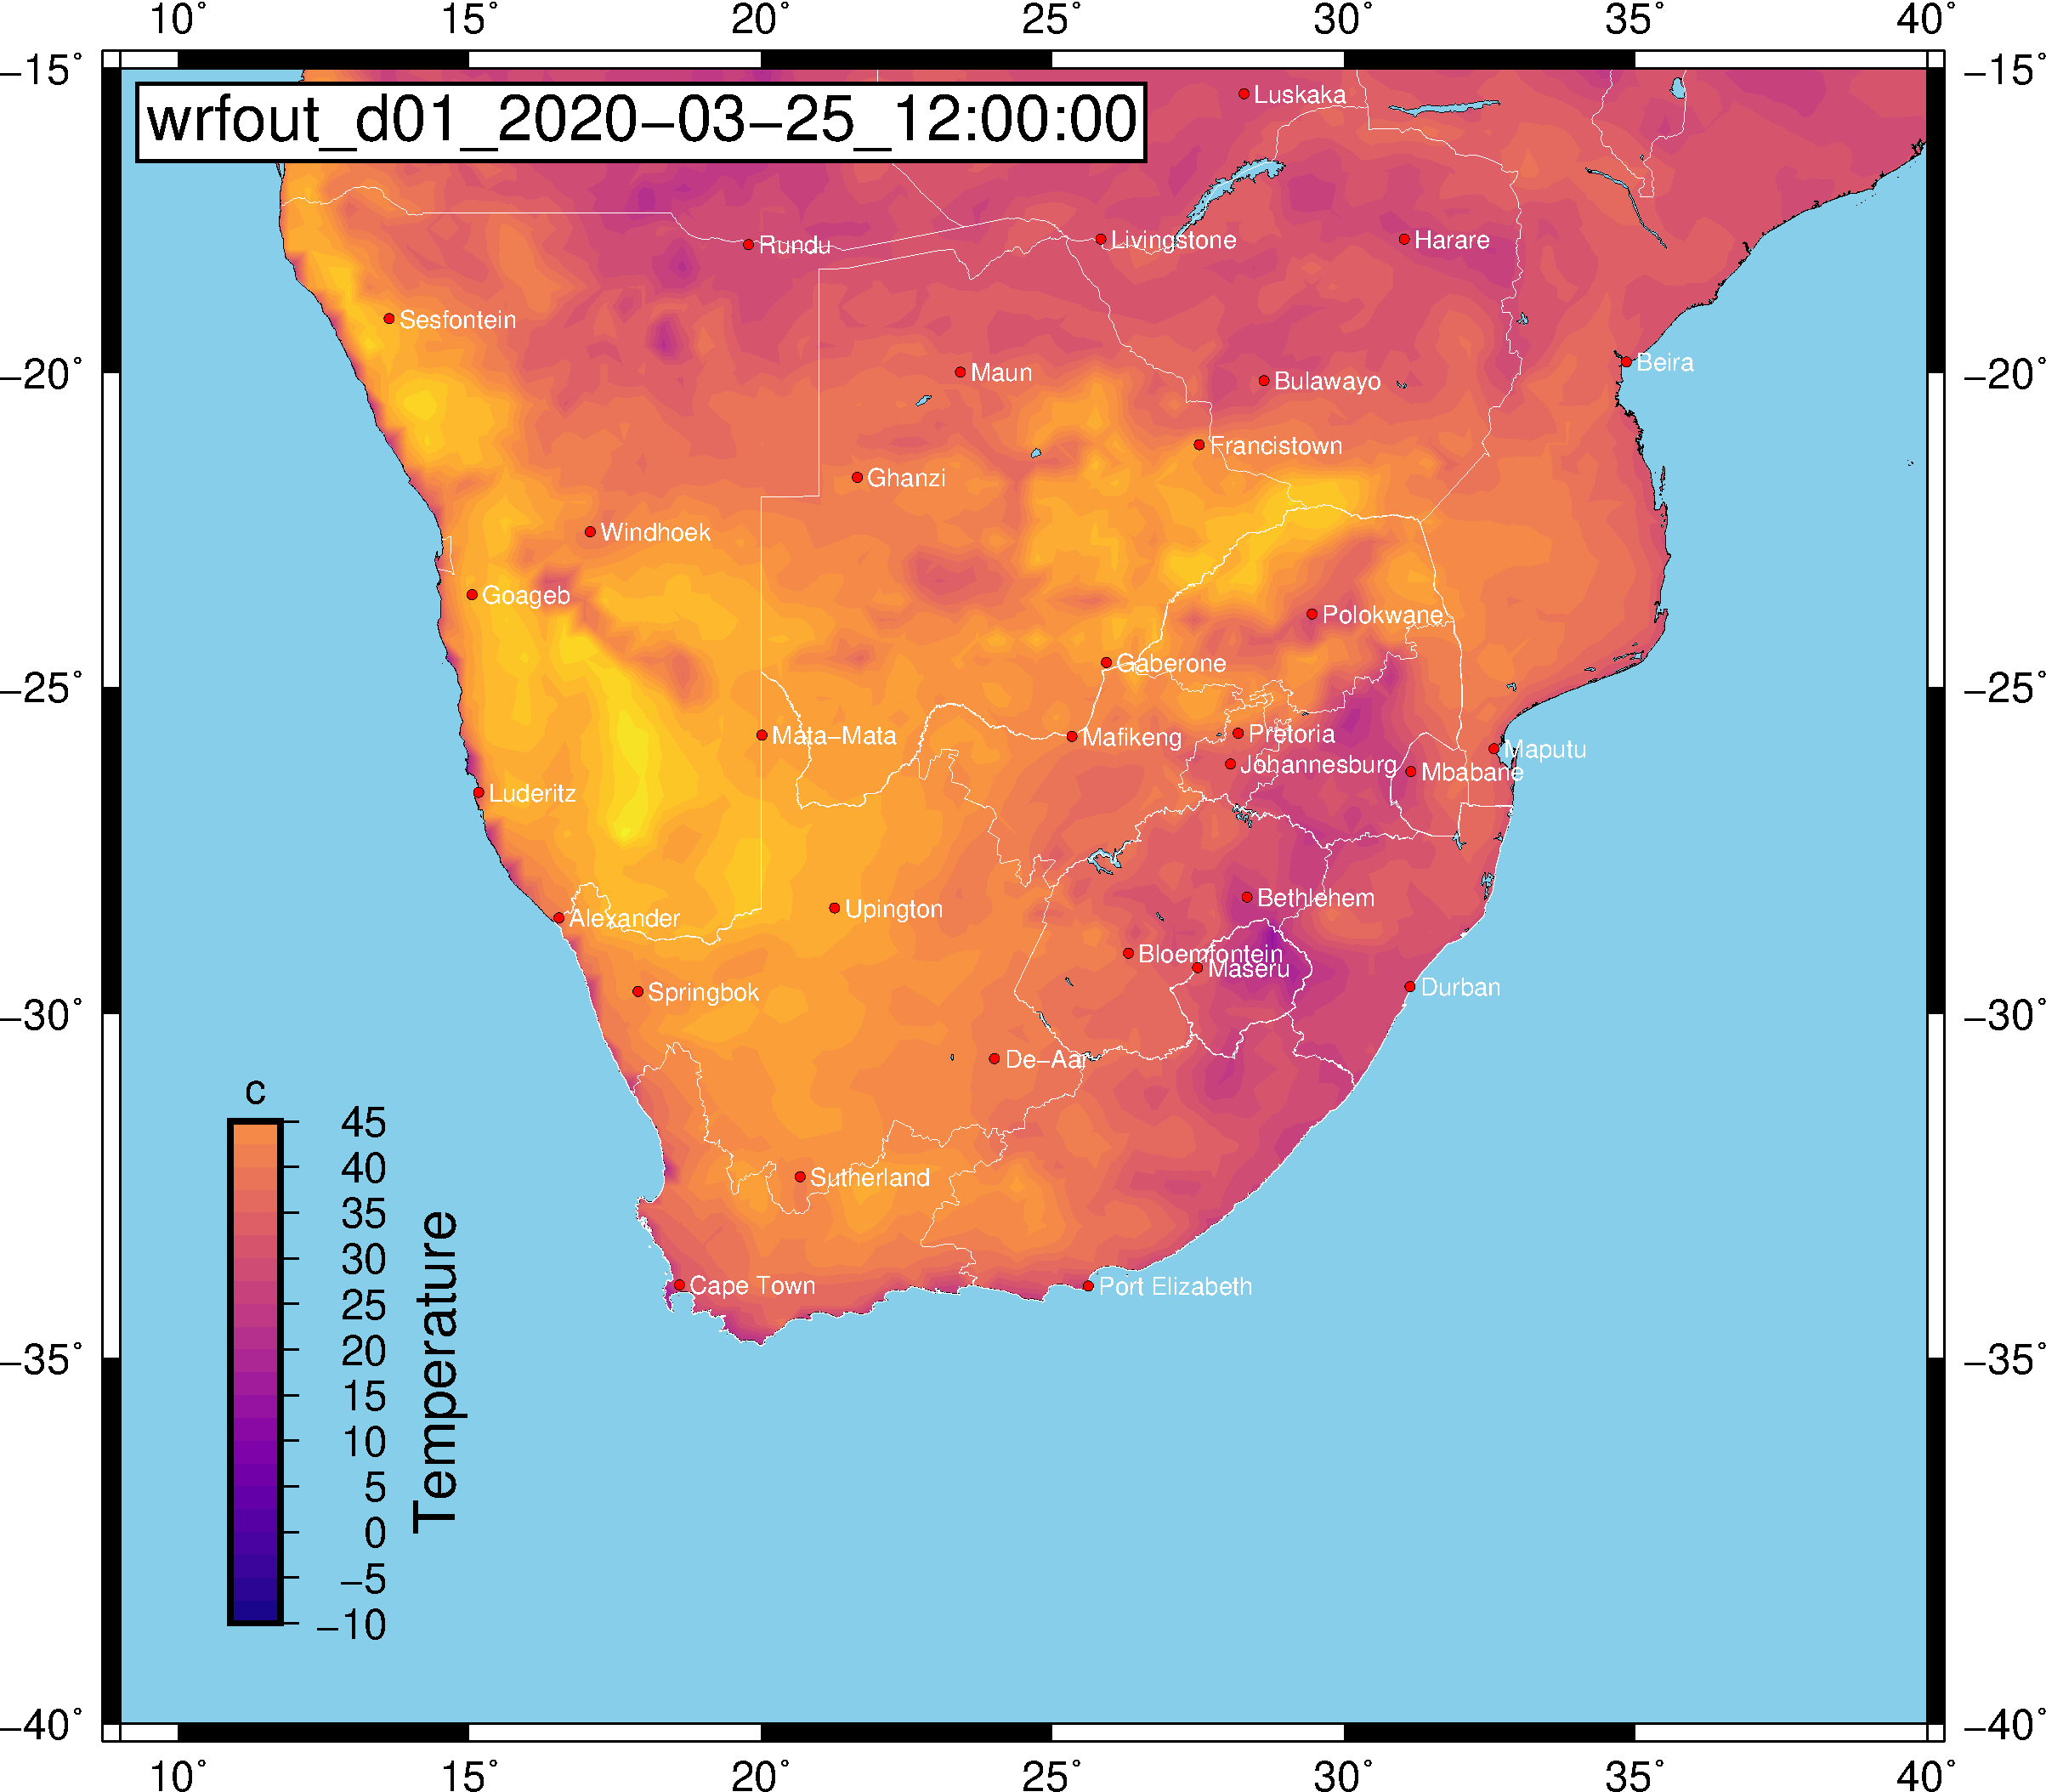 10° 15° 20° 25° 30° 35° 40°
−15° −15°
wrfout_d01_2020−03−25_12:00:00
Luskaka
Rundu
Livingstone
Harare
Sesfontein
Beira
−20° −20°
Maun
Bulawayo
Francistown
Ghanzi
Windhoek
Goageb
Polokwane
Gaberone
−25° −25°
Mata−Mata
Mafikeng
Pretoria
Maputu
Johannesburg
Mbabane
Luderitz
Bethlehem
Alexander
Upington
Bloemfontein
Maseru
Durban
Springbok
−30° −30°
De−Aar
Sutherland
Cape Town
Port Elizabeth
−35° −35°
c
45
40
35
30
25
20
15
10
5
0
−5
−10
Temperature
−40° −40°
10° 15° 20° 25° 30° 35° 40°